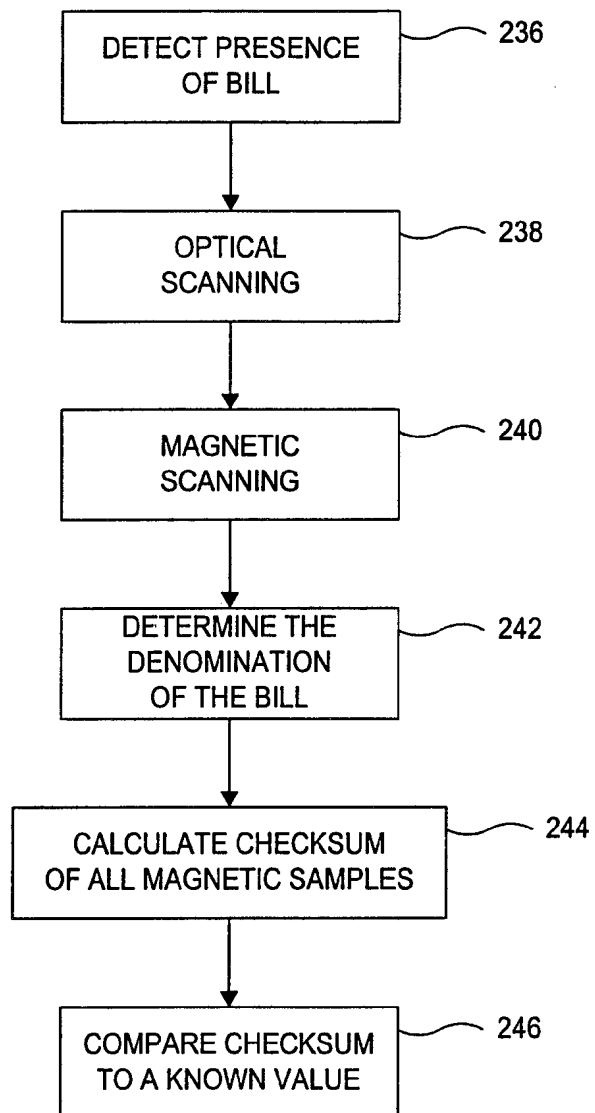 DETECT PRESENCE
OF BILL
236
OPTICAL
SCANNING
238
MAGNETIC
SCANNING
240
DETERMINE THE
DENOMINATION
OF THE BILL
242
CALCULATE CHECKSUM
OF ALL MAGNETIC SAMPLES
244
COMPARE CHECKSUM
TO A KNOWN VALUE
246